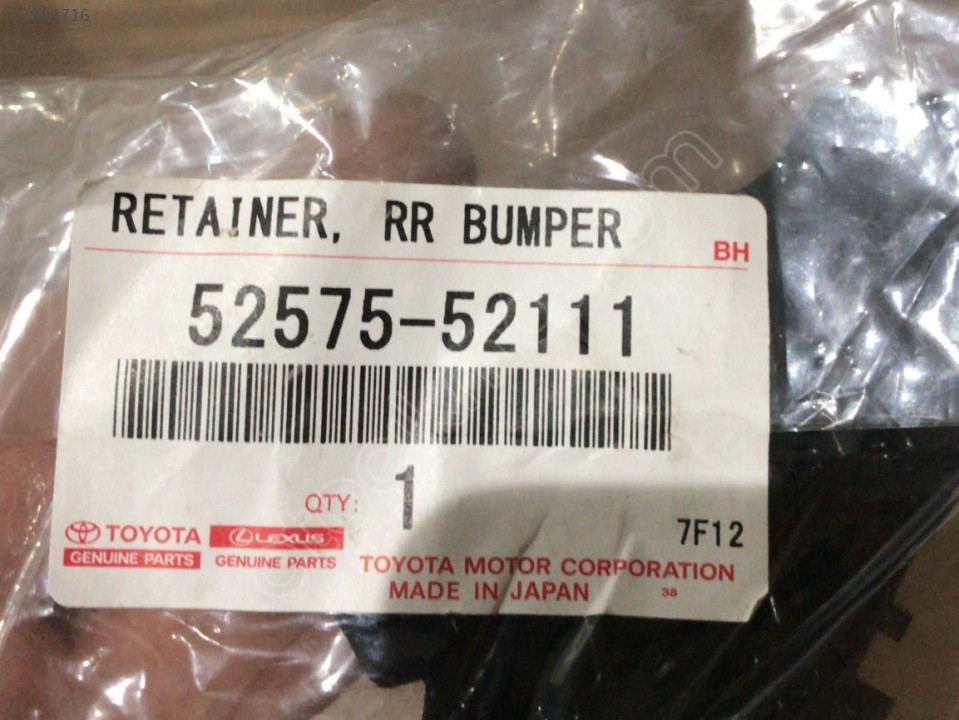 RETAINER, RR BUMPER
BH
52575-52111
QTY: 1
7F12
TOYOTA
GENUINE PARTS
LEXUS
GENUINE PARTS
TOYOTA MOTOR CORPORATION
MADE IN JAPAN
38